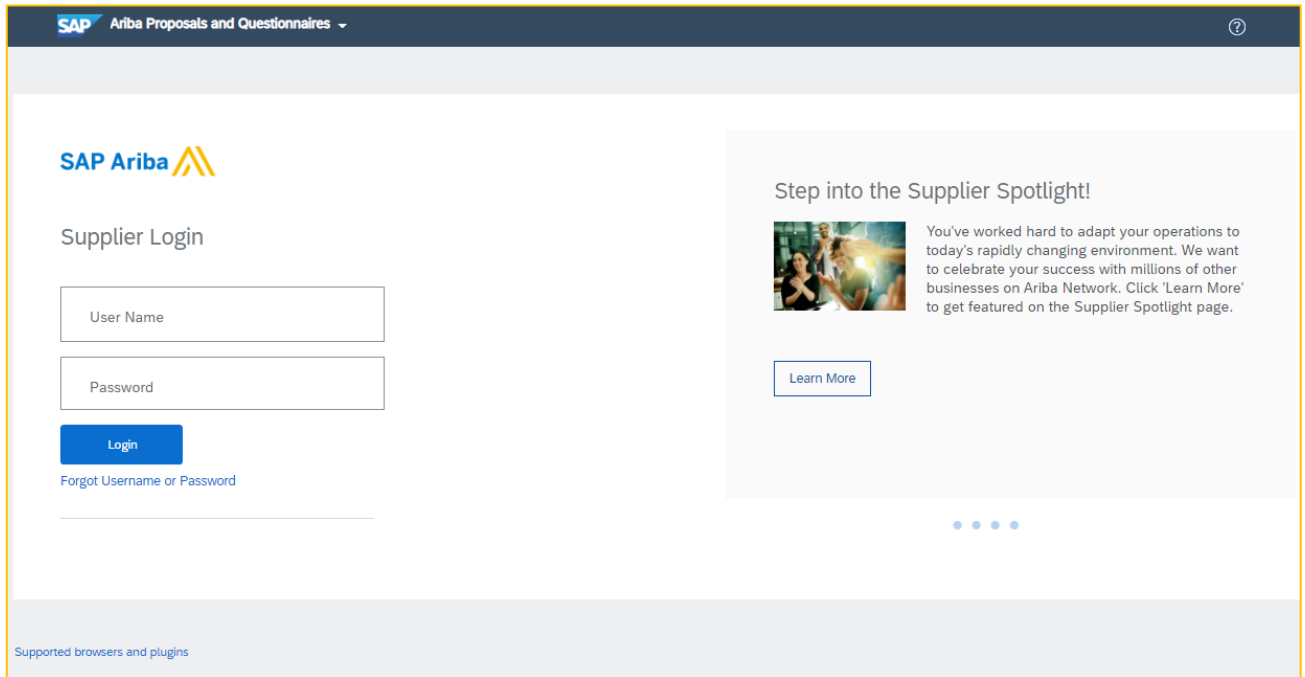 SAP Ariba Proposals and Questionnaires
SAP Ariba
Supplier Login
User Name
Password
Login
Forgot Username or Password
Step into the Supplier Spotlight!
You've worked hard to adapt your operations to
today's rapidly changing environment. We want
to celebrate your success with millions of other
businesses on Ariba Network. Click 'Learn More'
to get featured on the Supplier Spotlight page.
Learn More
Supported browsers and plugins